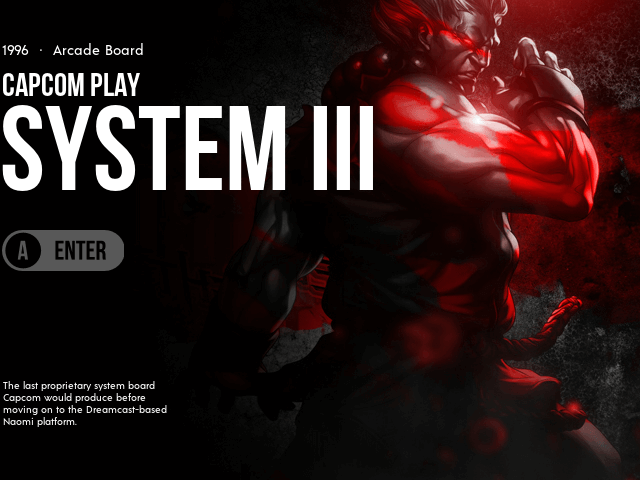 1996 · Arcade Board
CAPCOM PLAY
SYSTEM III
A ENTER
The last proprietary system board
Capcom would produce before
moving on to the Dreamcast-based
Naomi platform.